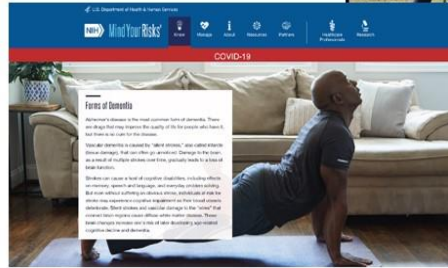 U.S. Department of Health & Human Services
NIH Mind Your Risks®
Know
Manage
About
Resources
Partners
Healthcare Professionals
Research
COVID-19
Forms of Dementia
Alzheimer's disease is the most common form of dementia. There
are drugs that may improve the quality of life for people who have it,
but there is no cure for the disease.
Vascular dementia is caused by "silent strokes," also called infarcts
(tissue damage), that can often go unnoticed. Damage to the brain,
as a result of multiple strokes over time, gradually leads to a loss of
brain function.
Strokes can cause a host of cognitive disabilities, including effects
on memory, speech and language, and everyday problem solving.
But even without suffering an obvious stroke, individuals at risk for
stroke may experience cognitive impairment as their blood vessels
deteriorate. Silent strokes and vascular damage to the "wires" that
connect brain regions cause diffuse white matter disease. These
brain changes increase one's risk of later developing age-related
cognitive decline and dementia.